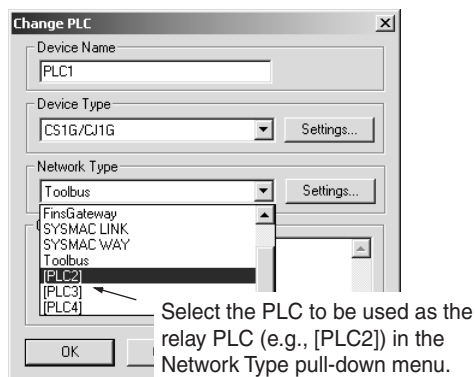 Change PLC
Device Name
PLC1
Device Type
CS1G/CJ1G
Settings...
Network Type
Toolbus
Settings...
FinsGateway
SYSMAC LINK
SYSMAC WAY
Toolbus
[PLC2]
[PLC3]
[PLC4]
Select the PLC to be used as the
relay PLC (e.g., [PLC2]) in the
Network Type pull-down menu.
OK